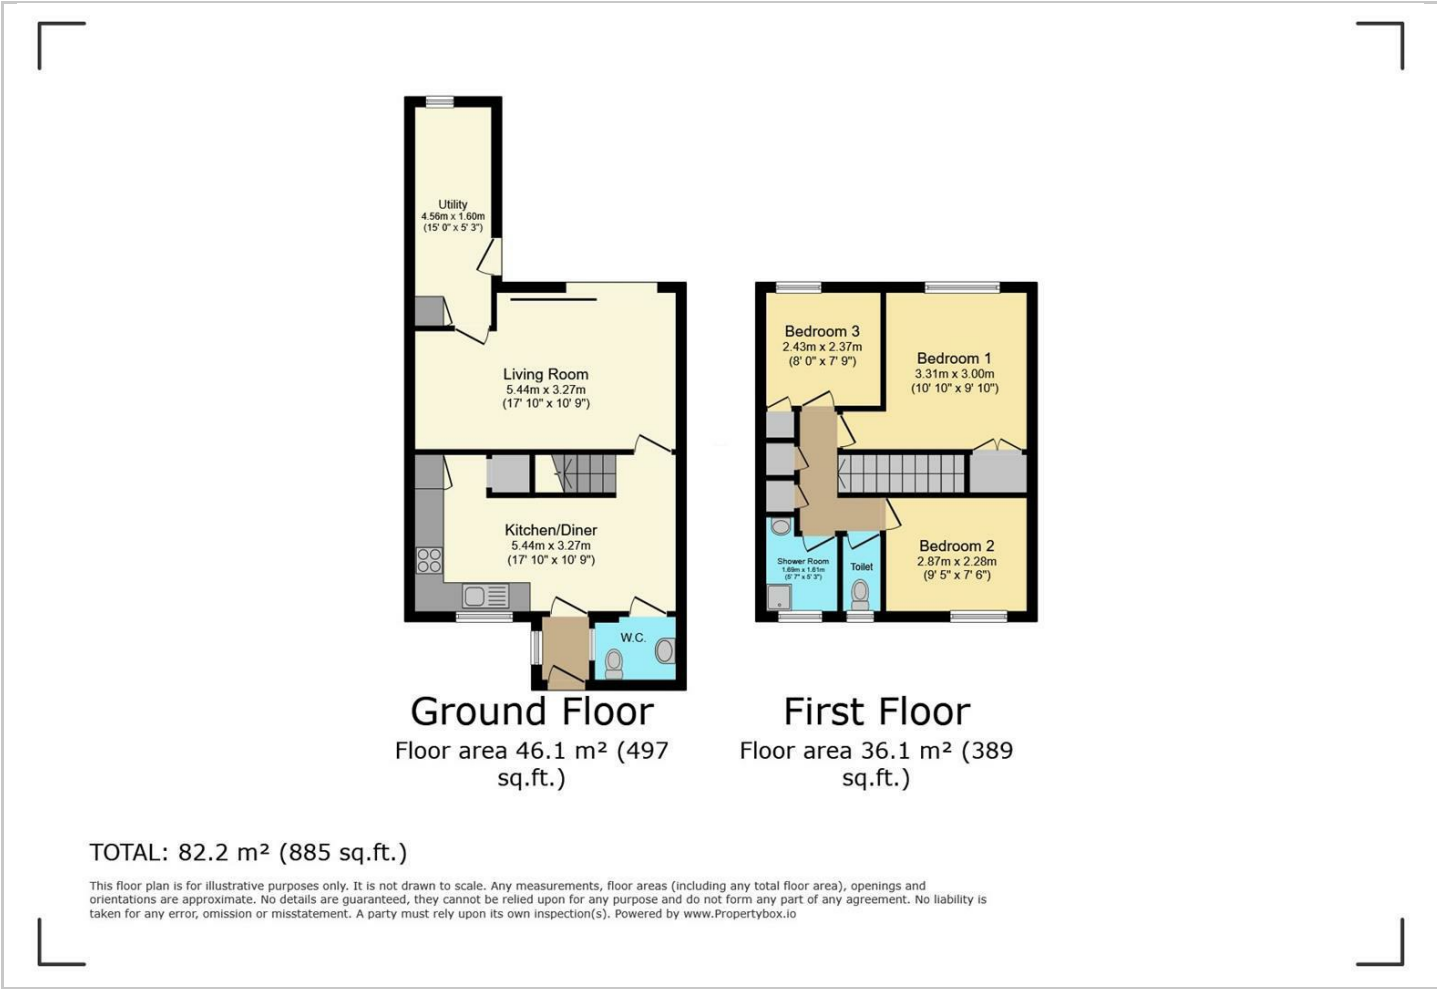 Utility
4.56m x 1.60m
(15' 0" x 5' 3")
Living Room
5.44m x 3.27m
(17' 10" x 10' 9")
Kitchen/Diner
5.44m x 3.27m
(17' 10" x 10' 9")
W.C.
Bedroom 3
2.43m x 2.37m
(8' 0" x 7' 9")
Bedroom 1
3.31m x 3.00m
(10' 10" x 9' 10")
Bedroom 2
2.87m x 2.28m
(9' 5" x 7' 6")
Shower Room
1.69m x 1.61m
(5' 7" x 5' 3")
Toilet
Ground Floor
Floor area 46.1 m² (497
sq.ft.)
First Floor
Floor area 36.1 m² (389
sq.ft.)
TOTAL: 82.2 m² (885 sq.ft.)
This floor plan is for illustrative purposes only. It is not drawn to scale. Any measurements, floor areas (including any total floor area), openings and
orientations are approximate. No details are guaranteed, they cannot be relied upon for any purpose and do not form any part of any agreement. No liability is
taken for any error, omission or misstatement. A party must rely upon its own inspection(s). Powered by www.Propertybox.io